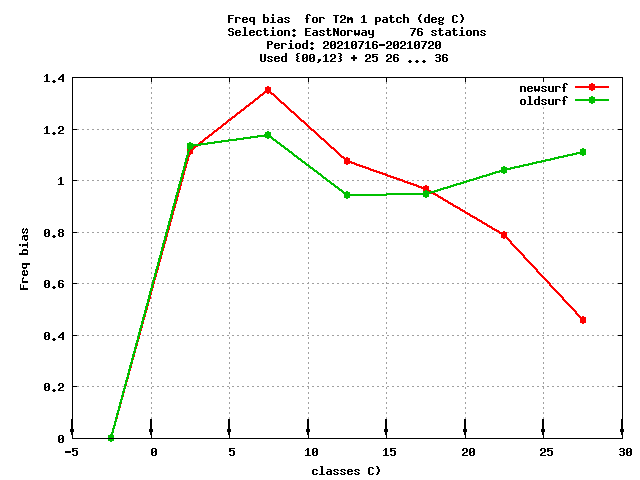 Freq bias  for T2m 1 patch (deg C)
Selection: EastNorway     76 stations
Period: 20210716-20210720
Used {00,12} + 25 26 ... 36
newsurf
oldsurf
1.4
1.2
1
0.8
0.6
0.4
0.2
0
Freq bias
-5 0 5 10 15 20 25 30
classes C)